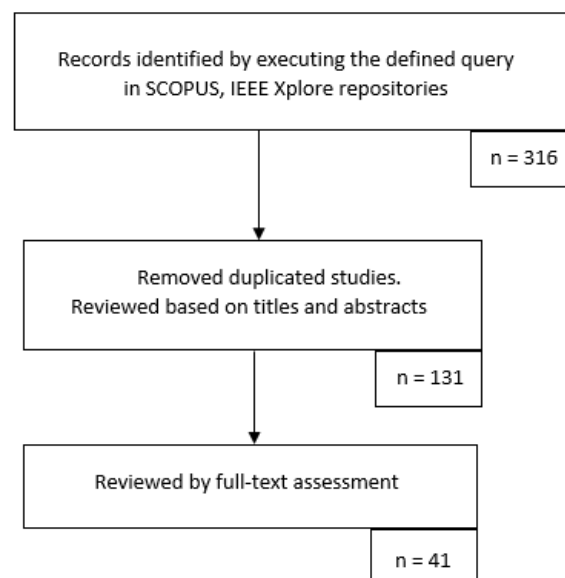 Records identified by executing the defined query
in SCOPUS, IEEE Xplore repositories
n = 316
Removed duplicated studies.
Reviewed based on titles and abstracts
n = 131
Reviewed by full-text assessment
n = 41